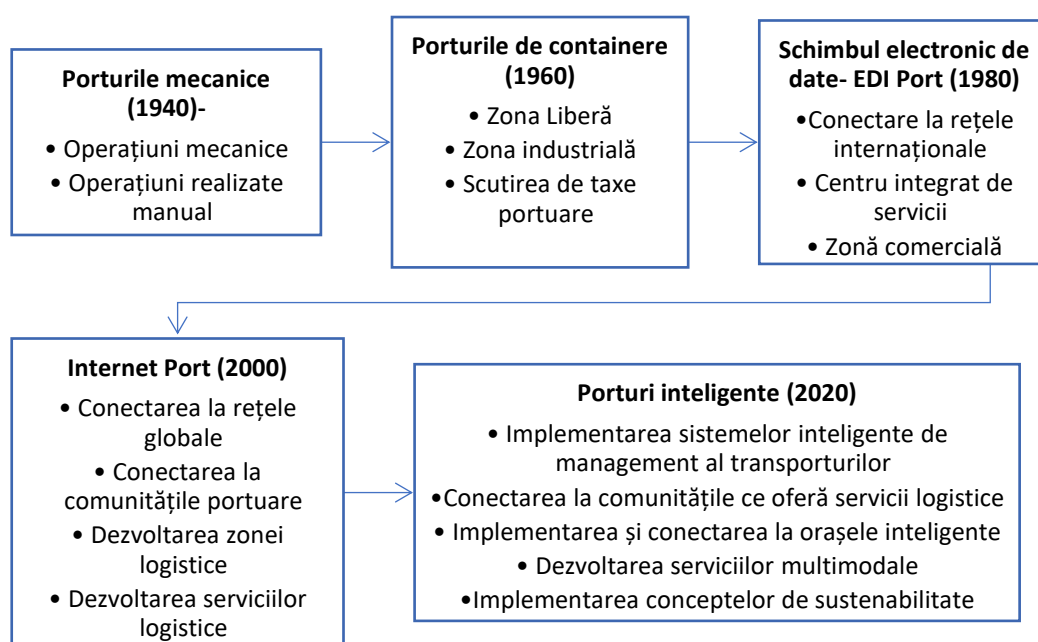 Porturile mecanice
(1940)-
• Operațiuni mecanice
• Operațiuni realizate
manual
Porturile de containere
(1960)
• Zona Liberă
• Zona industrială
• Scutirea de taxe
portuare
Schimbul electronic de
date- EDI Port (1980)
•Conectare la rețele
internaționale
• Centru integrat de
servicii
• Zonă comercială
Internet Port (2000)
• Conectarea la rețele
globale
• Conectarea la
comunitățile portuare
• Dezvoltarea zonei
logistice
• Dezvoltarea serviciilor
logistice
Porturi inteligente (2020)
• Implementarea sistemelor inteligente de
management al transporturilor
•Conectarea la comunitățile ce oferă servicii logistice
• Implementarea și conectarea la orașele inteligente
• Dezvoltarea serviciilor multimodale
•Implementarea conceptelor de sustenabilitate